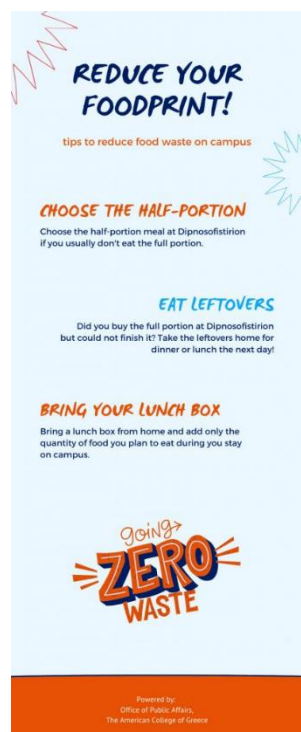 REDUCE YOUR
FOODPRINT!
tips to reduce food waste on campus
CHOOSE THE HALF-PORTION
Choose the half-portion meal at Dipnosofistirion
if you usually don't eat the full portion.
EAT LEFTOVERS
Did you buy the full portion at Dipnosofistirion
but could not finish it? Take the leftovers home for
dinner or lunch the next day!
BRING YOUR LUNCH BOX
Bring a lunch box from home and add only the
quantity of food you plan to eat during you stay
on campus.
going
ZERO
WASTE
Powered by:
Office of Public Affairs,
The American College of Greece